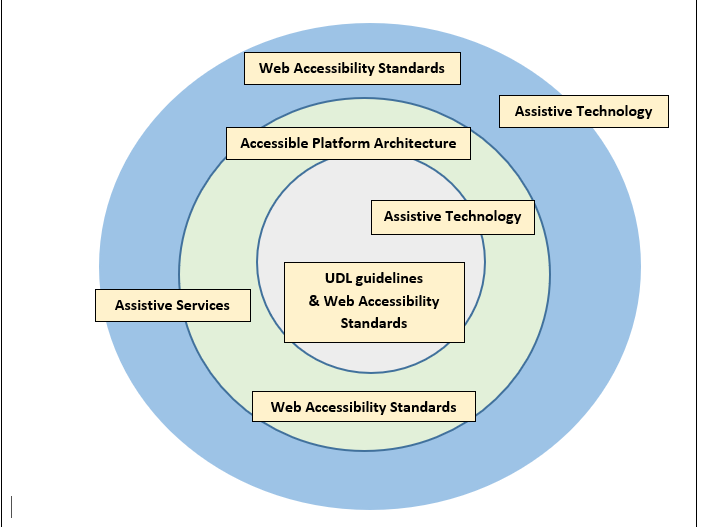 Web Accessibility Standards
Assistive Technology
Accessible Platform Architecture
Assistive Technology
UDL guidelines
& Web Accessibility
Standards
Assistive Services
Web Accessibility Standards